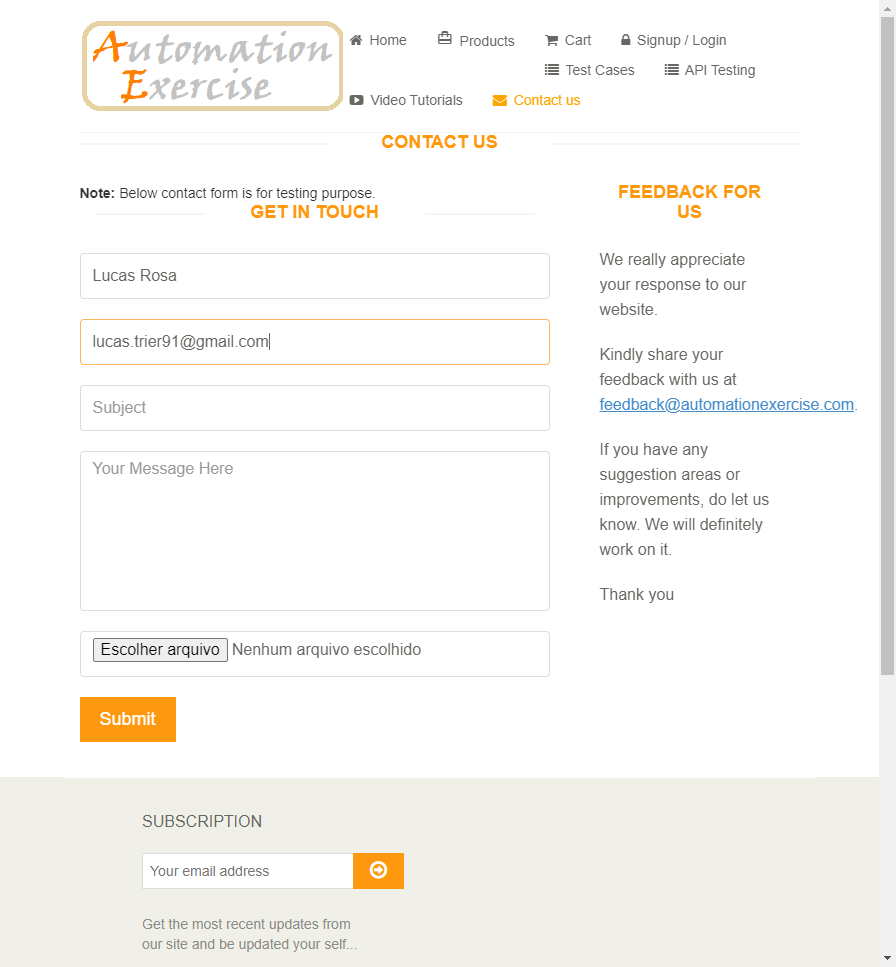 Automation
Exercise
Home Products Cart Signup / Login
Test Cases API Testing
Video Tutorials Contact us
CONTACT US
Note: Below contact form is for testing purpose.
GET IN TOUCH
Lucas Rosa
lucas.trier91@gmail.com
Subject
Your Message Here
Escolher arquivo Nenhum arquivo escolhido
Submit
FEEDBACK FOR
US
We really appreciate
your response to our
website.
Kindly share your
feedback with us at
feedback@automationexercise.com.
If you have any
suggestion areas or
improvements, do let us
know. We will definitely
work on it.
Thank you
SUBSCRIPTION
Your email address
Get the most recent updates from
our site and be updated your self...